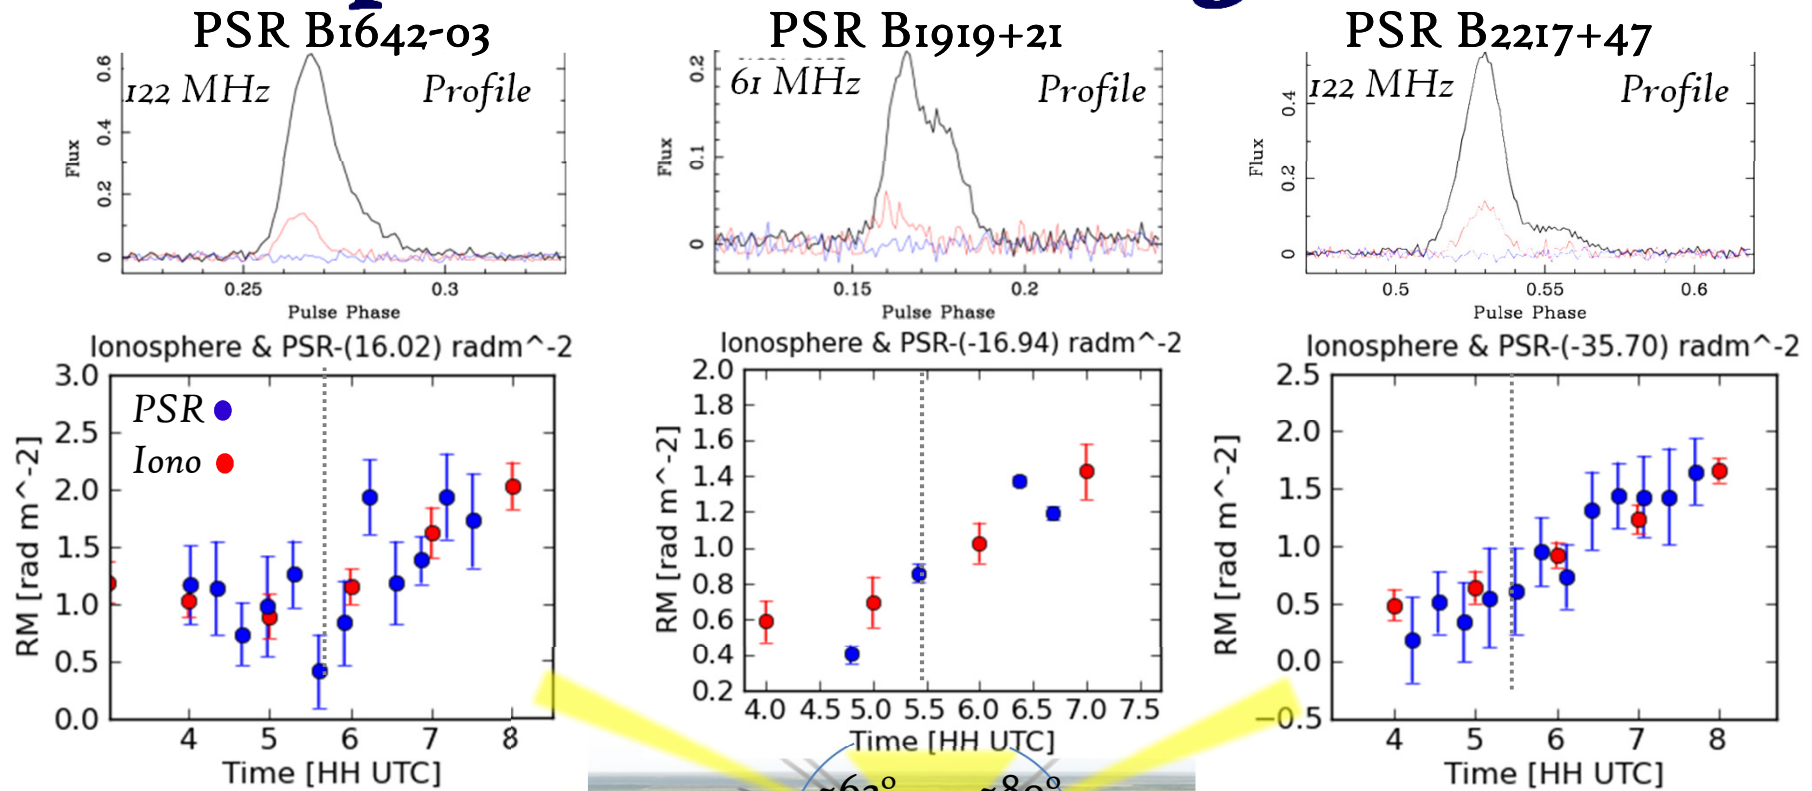 PSR B1642-03
122 MHz
Profile
Flux
0.6
0.4
0.2
0
0.25
0.3
Pulse Phase
PSR B1919+21
61 MHz
Profile
Flux
0.2
0.1
0
0.15
0.2
Pulse Phase
PSR B2217+47
122 MHz
Profile
Flux
0.4
0.2
0
0.5
0.55
0.6
Pulse Phase
Ionosphere & PSR-(16.02) radm^-2
PSR
Iono
RM [rad m^-2]
3.0
2.5
2.0
1.5
1.0
0.5
0.0
4 5 6 7 8
Time [HH UTC]
Ionosphere & PSR-(-16.94) radm^-2
RM [rad m^-2]
2.0
1.8
1.6
1.4
1.2
1.0
0.8
0.6
0.4
0.2
4.0 4.5 5.0 5.5 6.0 6.5 7.0 7.5
Time [HH UTC]
Ionosphere & PSR-(-35.70) radm^-2
RM [rad m^-2]
2.5
2.0
1.5
1.0
0.5
0.0
−0.5
4 5 6 7 8
Time [HH UTC]